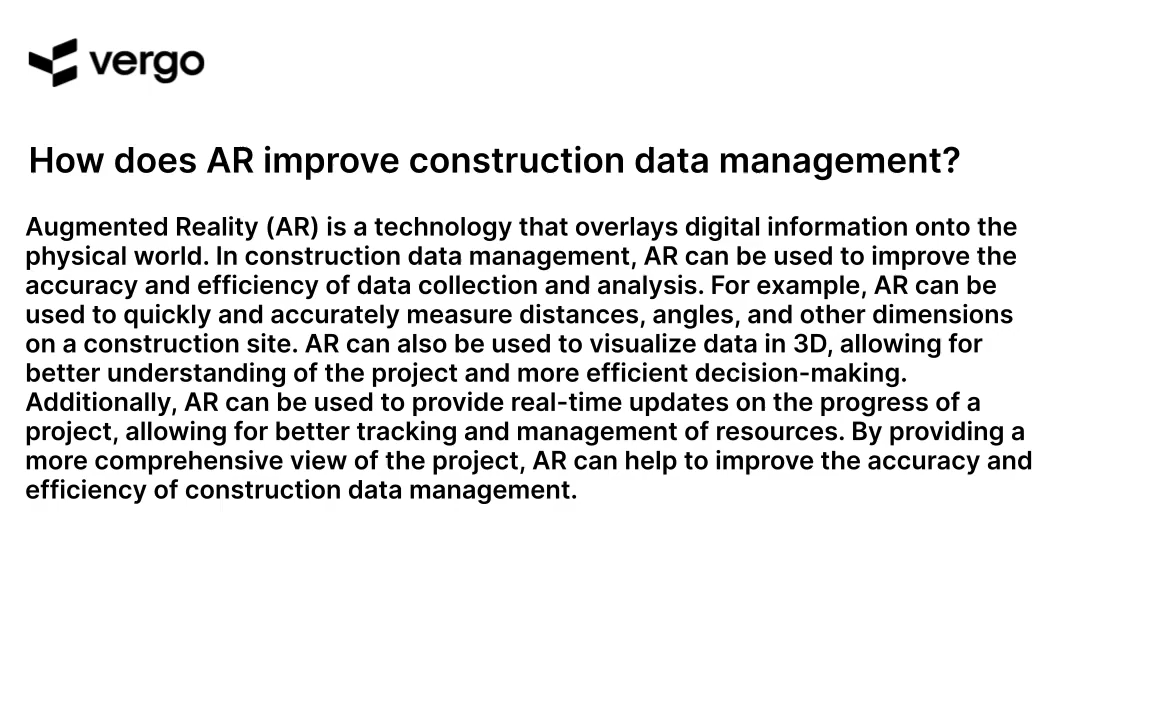 vergo
How does AR improve construction data management?
Augmented Reality (AR) is a technology that overlays digital information onto the
physical world. In construction data management, AR can be used to improve the
accuracy and efficiency of data collection and analysis. For example, AR can be
used to quickly and accurately measure distances, angles, and other dimensions
on a construction site. AR can also be used to visualize data in 3D, allowing for
better understanding of the project and more efficient decision-making.
Additionally, AR can be used to provide real-time updates on the progress of a
project, allowing for better tracking and management of resources. By providing a
more comprehensive view of the project, AR can help to improve the accuracy and
efficiency of construction data management.